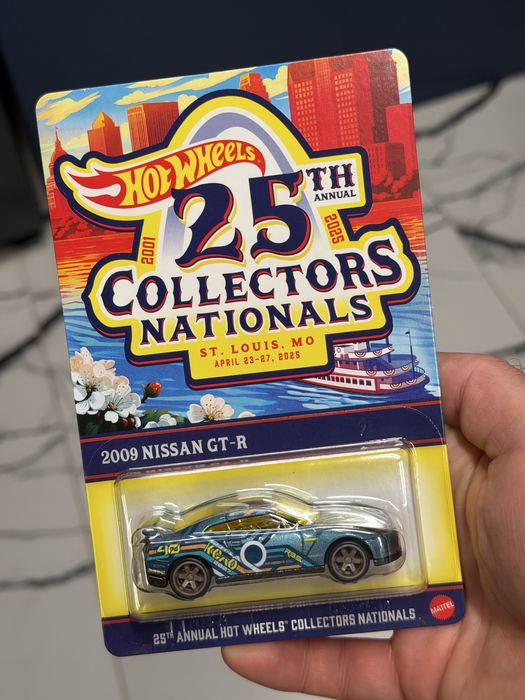 HOT WHEELS
25TH
ANNUAL
2001
2025
COLLECTORS
NATIONALS
ST. LOUIS, MO
APRIL 23-27, 2025
2009 NISSAN GT-R
MATTEL
25TH ANNUAL HOT WHEELS® COLLECTORS NATIONALS